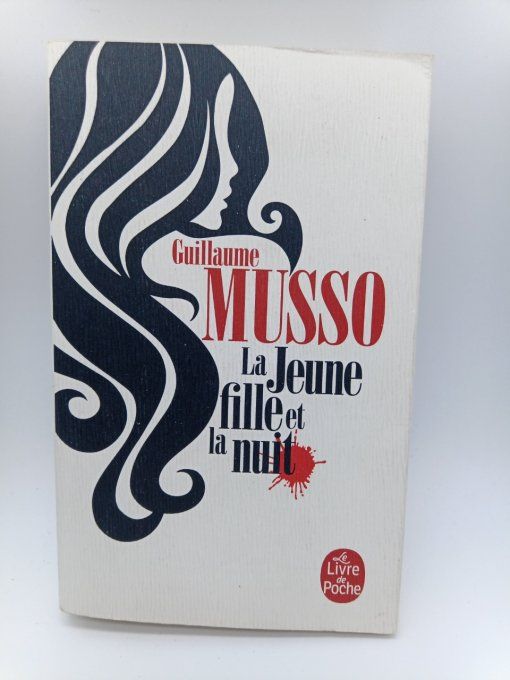 Guillaume
MUSSO
La Jeune
fille et
la nuit
Le
Livre
de
Poche